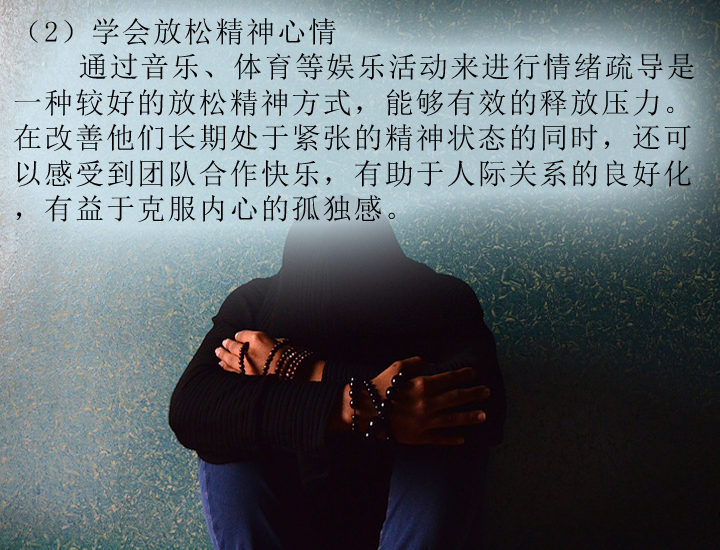 （2）学会放松精神心情
通过音乐、体育等娱乐活动来进行情绪疏导是
一种较好的放松精神方式，能够有效的释放压力。
在改善他们长期处于紧张的精神状态的同时，还可
以感受到团队合作快乐，有助于人际关系的良好化
，有益于克服内心的孤独感。